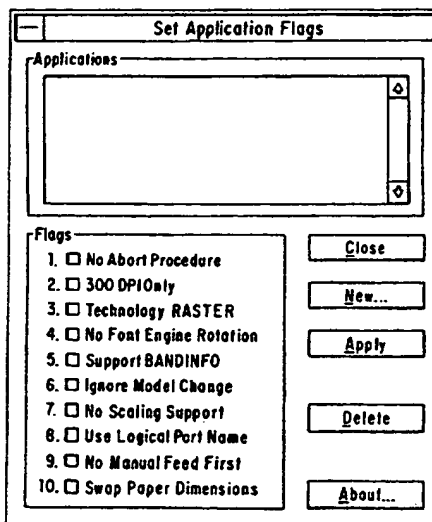 Set Application Flags
Applications
Flags
1. No Abort Procedure
2. 300 DPI Only
3. Technology RASTER
4. No Font Engine Rotation
5. Support BANDINFO
6. Ignore Model Change
7. No Scaling Support
8. Use Logical Port Name
9. No Manual Feed First
10. Swap Paper Dimensions
Close
New...
Apply
Delete
About...